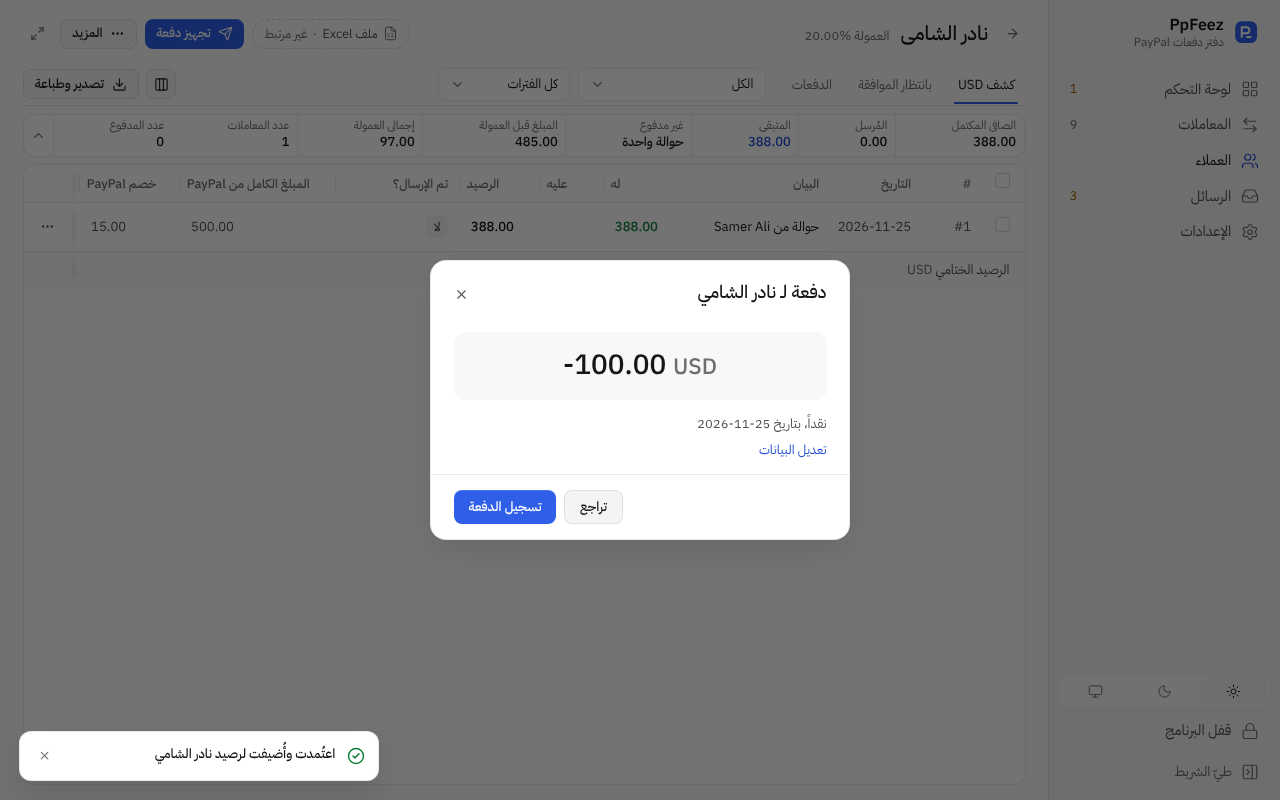 PpFeez
دفتر دفعات PayPal
لوحة التحكم 1
المعاملات 9
العملاء
الرسائل 3
الإعدادات
قفل البرنامج
طيّ الشريط
نادر الشامي العمولة 20.00%
ملف Excel · غير مرتبط
تجهيز دفعة
المزيد
كشف USD
بانتظار الموافقة
الدفعات
الكل
كل الفترات
تصدير وطباعة
الصافي المكتمل
388.00
المُرسل
0.00
المتبقي
388.00
غير مدفوع
حوالة واحدة
المبلغ قبل العمولة
485.00
إجمالي العمولة
97.00
عدد المعاملات
1
عدد المدفوع
0
# التاريخ البيان له عليه الرصيد تم الإرسال؟ المبلغ الكامل من PayPal خصم PayPal
#1 2026-11-25 حوالة من Samer Ali 388.00 388.00 لا 500.00 15.00
الرصيد الختامي USD
دفعة لـ نادر الشامي
-100.00 USD
نقداً، بتاريخ 2026-11-25
تعديل البيانات
تراجع
تسجيل الدفعة
اعتُمدت وأُضيفت لرصيد نادر الشامي